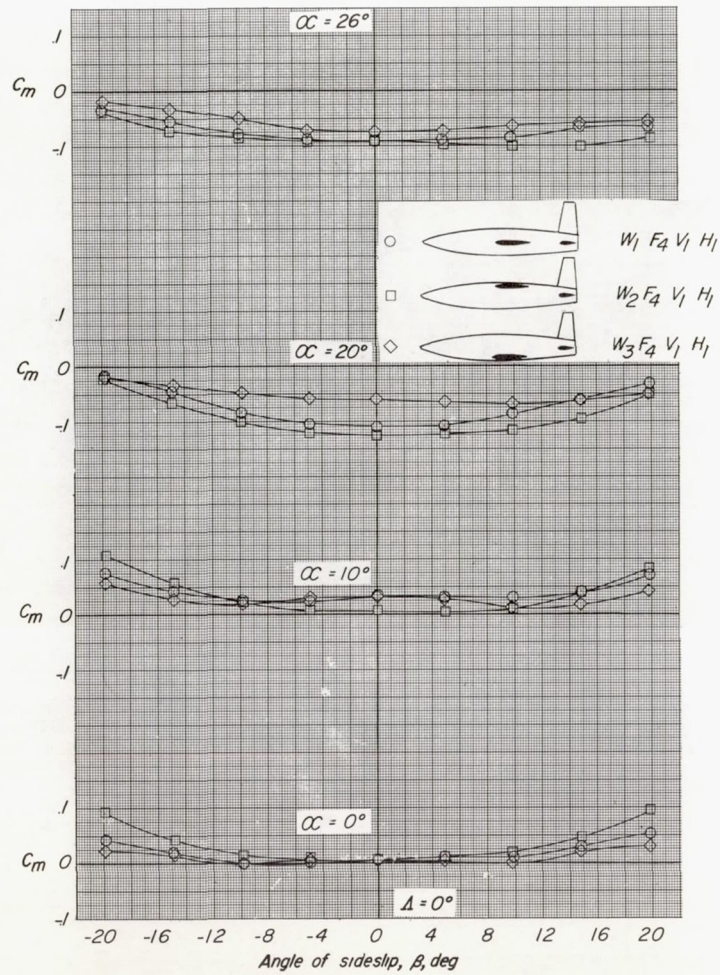 α = 26°
.1
Cm 0
-.1
W1 F4 V1 H1
W2 F4 V1 H1
W3 F4 V1 H1
.1
α = 20°
Cm 0
-.1
.1
α = 10°
Cm 0
-.1
.1
α = 0°
Cm 0
-.1
Λ = 0°
-20 -16 -12 -8 -4 0 4 8 12 16 20
Angle of sideslip, β, deg